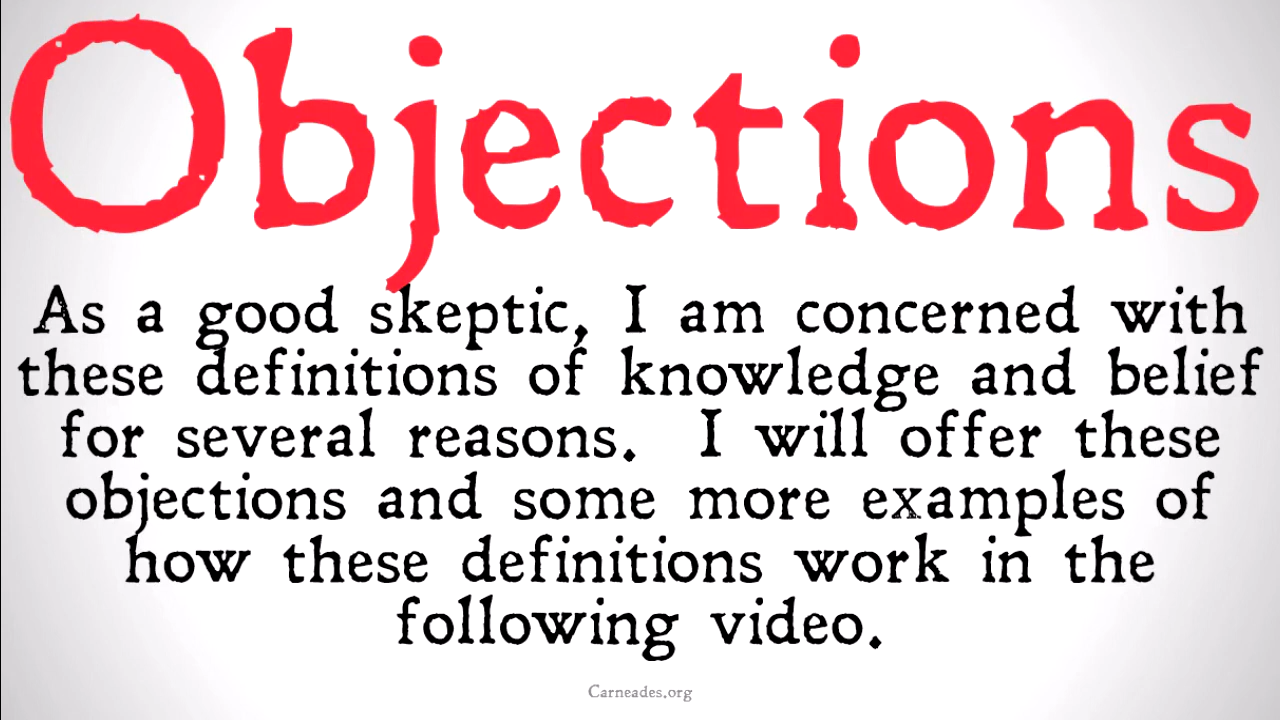 Objections
As a good skeptic, I am concerned with
these definitions of knowledge and belief
for several reasons.  I will offer these
objections and some more examples of
how these definitions work in the
following video.
Carneades.org